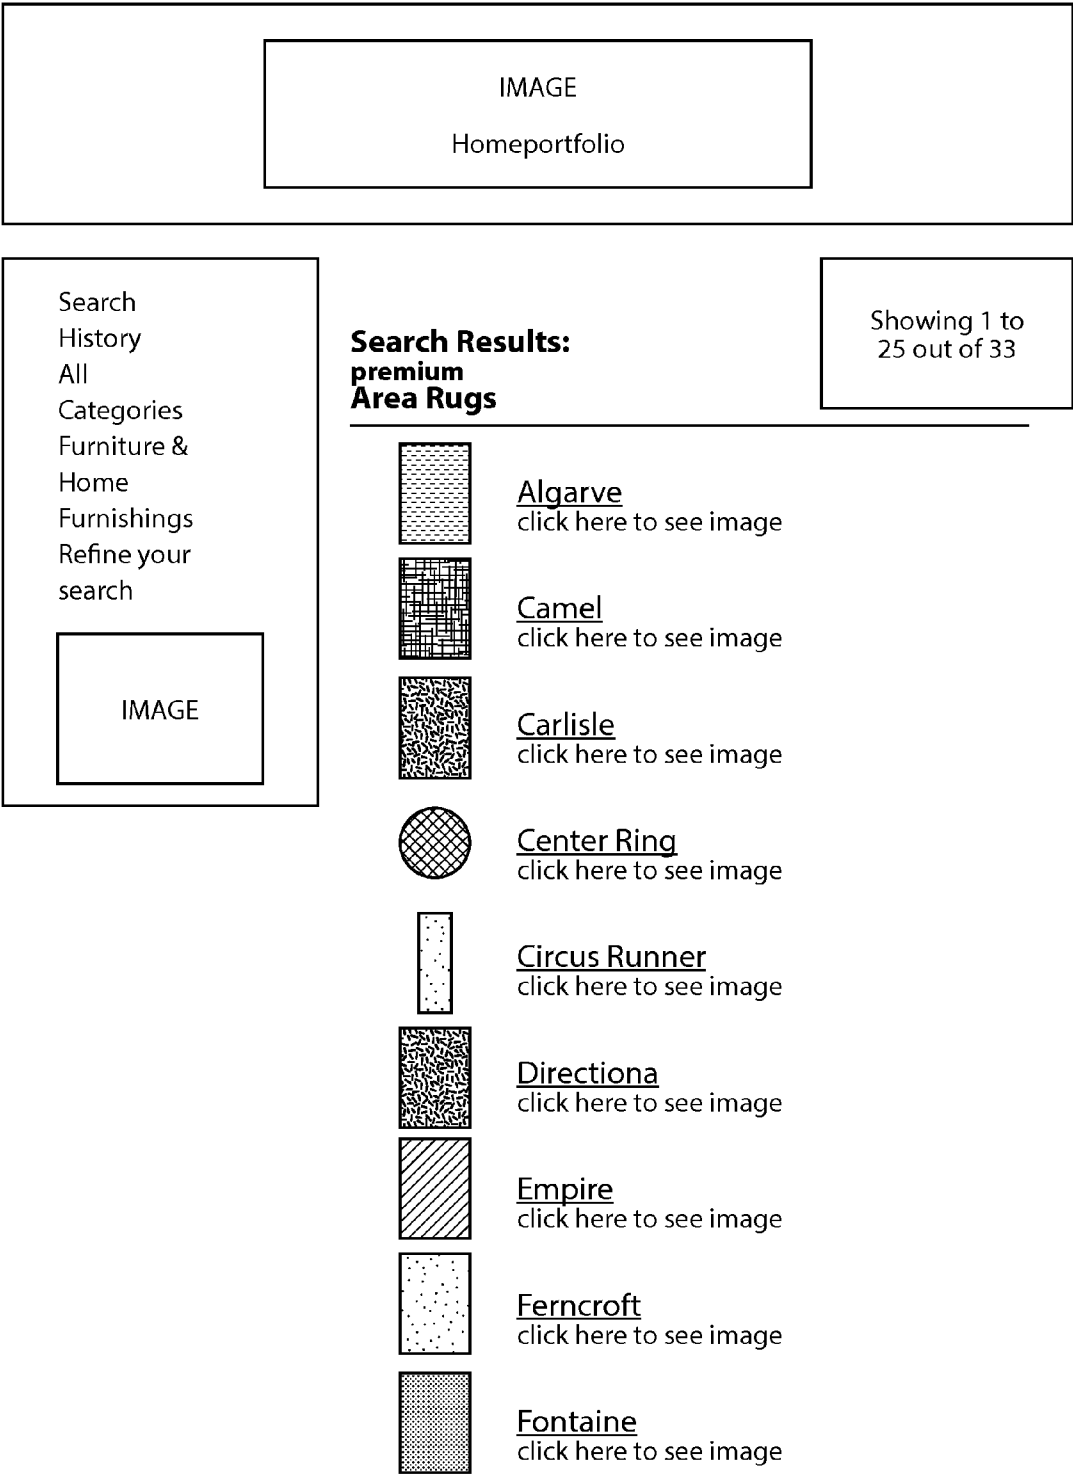 IMAGE
Homeportfolio
Search
History
All
Categories
Furniture &
Home
Furnishings
Refine your
search
IMAGE
Search Results:
premium
Area Rugs
Showing 1 to
25 out of 33
Algarve
click here to see image
Camel
click here to see image
Carlisle
click here to see image
Center Ring
click here to see image
Circus Runner
click here to see image
Directiona
click here to see image
Empire
click here to see image
Ferncroft
click here to see image
Fontaine
click here to see image